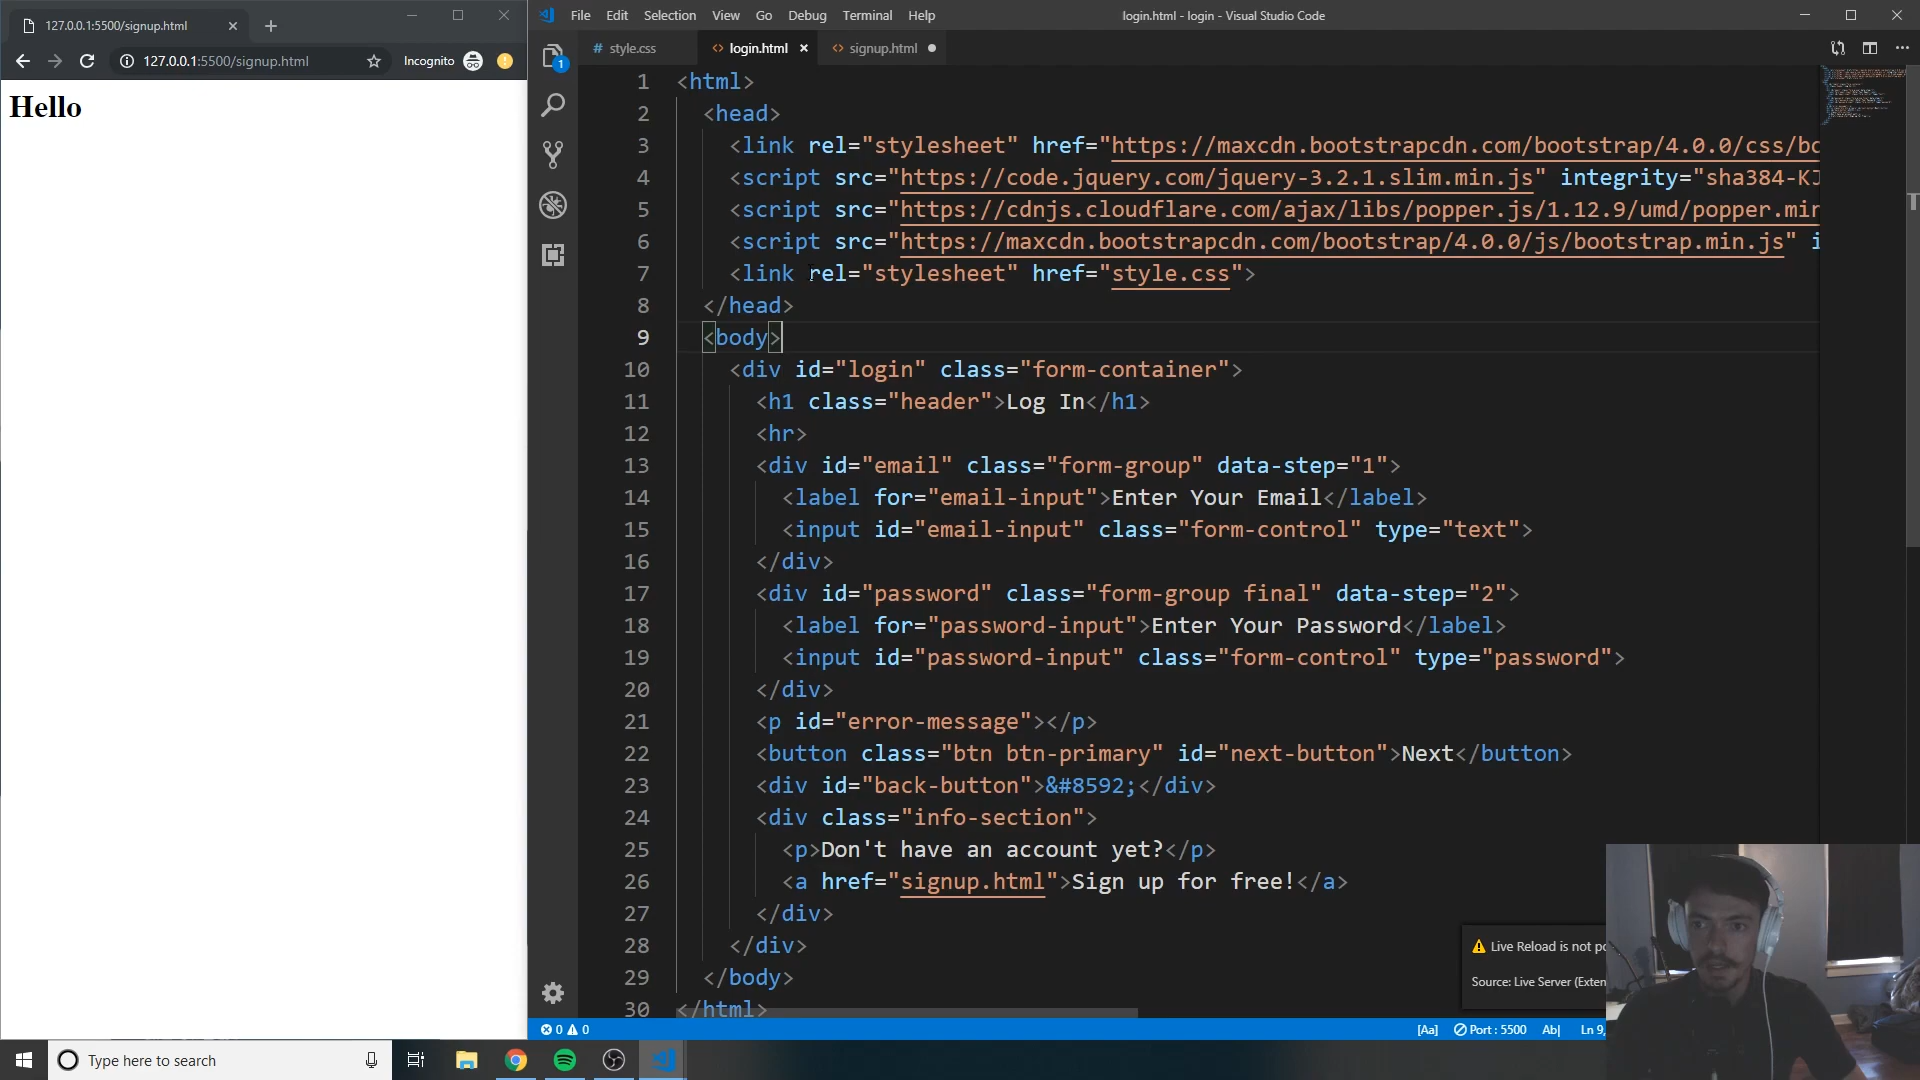 127.0.0.1:5500/signup.html
127.0.0.1:5500/signup.html
Incognito
Hello
File Edit Selection View Go Debug Terminal Help
login.html - login - Visual Studio Code
# style.css
<> login.html
<> signup.html
1
1 <html>
2 <head>
3 <link rel="stylesheet" href="https://maxcdn.bootstrapcdn.com/bootstrap/4.0.0/css/bo
4 <script src="https://code.jquery.com/jquery-3.2.1.slim.min.js" integrity="sha384-KJ
5 <script src="https://cdnjs.cloudflare.com/ajax/libs/popper.js/1.12.9/umd/popper.min
6 <script src="https://maxcdn.bootstrapcdn.com/bootstrap/4.0.0/js/bootstrap.min.js" i
7 <link rel="stylesheet" href="style.css">
8 </head>
9 <body>
10 <div id="login" class="form-container">
11 <h1 class="header">Log In</h1>
12 <hr>
13 <div id="email" class="form-group" data-step="1">
14 <label for="email-input">Enter Your Email</label>
15 <input id="email-input" class="form-control" type="text">
16 </div>
17 <div id="password" class="form-group final" data-step="2">
18 <label for="password-input">Enter Your Password</label>
19 <input id="password-input" class="form-control" type="password">
20 </div>
21 <p id="error-message"></p>
22 <button class="btn btn-primary" id="next-button">Next</button>
23 <div id="back-button">&#8592;</div>
24 <div class="info-section">
25 <p>Don't have an account yet?</p>
26 <a href="signup.html">Sign up for free!</a>
27 </div>
28 </div>
29 </body>
30 </html>
Live Reload is not po
Source: Live Server (Exten
0 0
[Aa] Port : 5500 Ab| Ln 9,
Type here to search